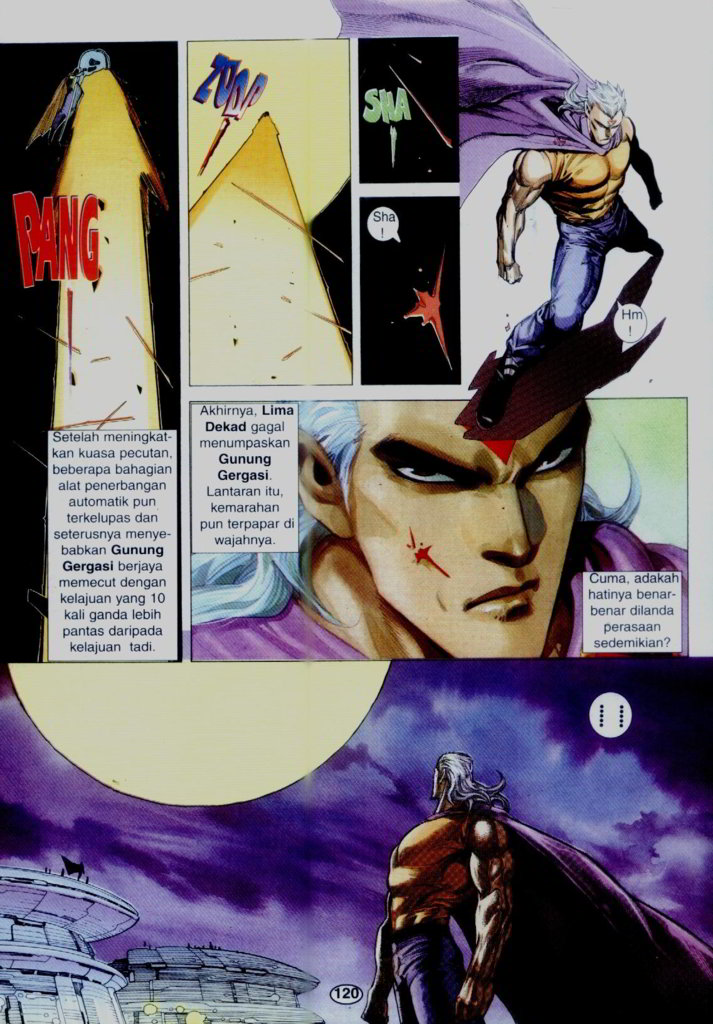 PANG
ZUPP
SHA
Sha
!
Hm
!
Setelah meningkat-
kan kuasa pecutan,
beberapa bahagian
alat penerbangan
automatik pun
terkelupas dan
seterusnya menye-
babkan Gunung
Gergasi berjaya
memecut dengan
kelajuan yang 10
kali ganda lebih
pantas daripada
kelajuan tadi.
Akhirnya, Lima
Dekad gagal
menumpaskan
Gunung
Gergasi.
Lantaran itu,
kemarahan
pun terpapar di
wajahnya.
Cuma, adakah
hatinya benar-
benar dilanda
perasaan
sedemikian?
!!
120